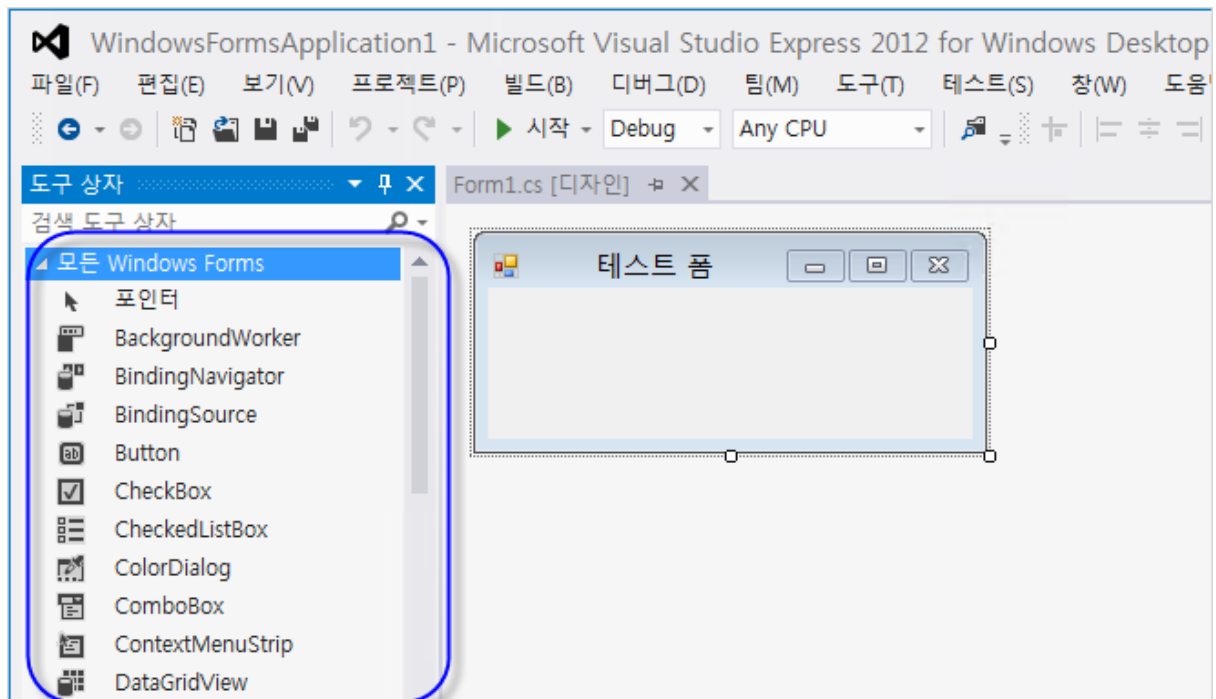 WindowsFormsApplication1 - Microsoft Visual Studio Express 2012 for Windows Desktop
파일(F) 편집(E) 보기(V) 프로젝트(P) 빌드(B) 디버그(D) 팀(M) 도구(T) 테스트(S) 창(W) 도움
시작 Debug Any CPU
도구 상자 Form1.cs [디자인]
검색 도구 상자
모든 Windows Forms
테스트 폼
포인터
BackgroundWorker
BindingNavigator
BindingSource
Button
CheckBox
CheckedListBox
ColorDialog
ComboBox
ContextMenuStrip
DataGridView